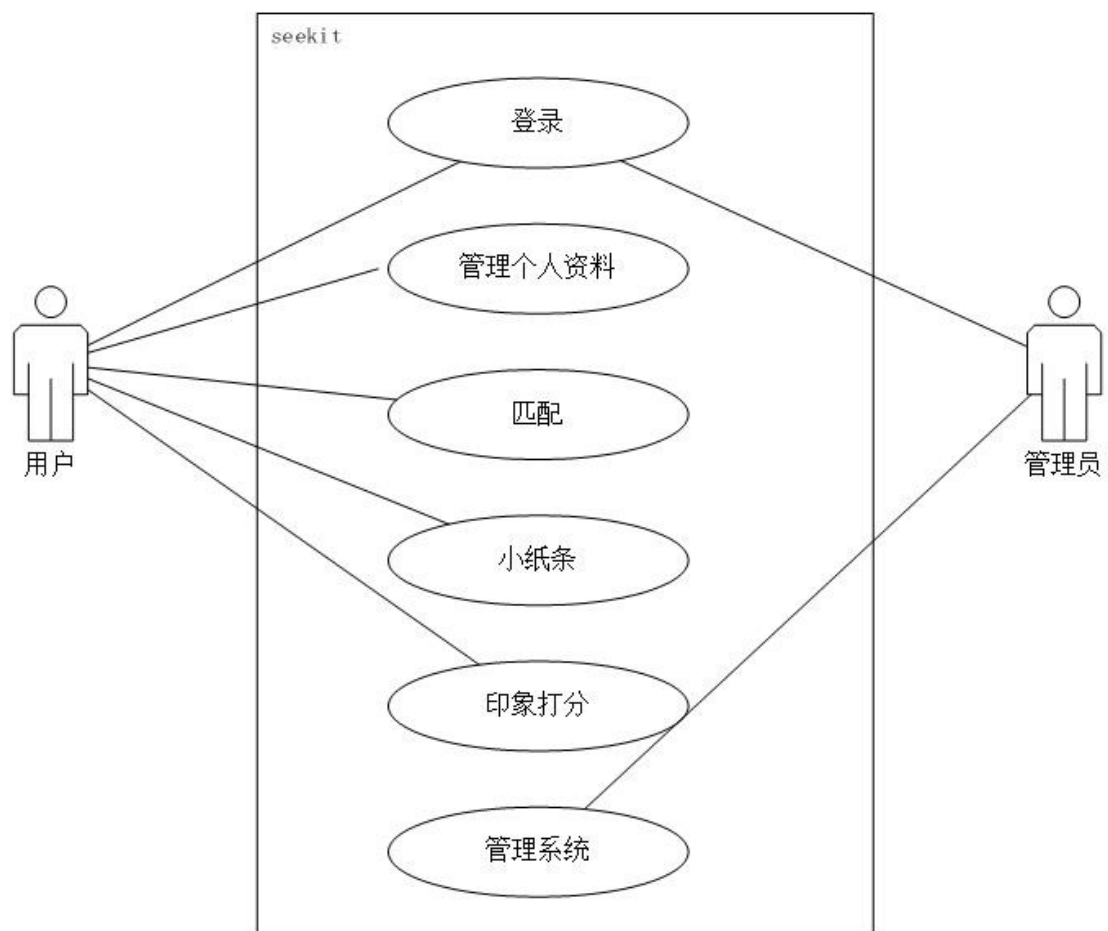 seekit
登录
管理个人资料
匹配
用户
管理员
小纸条
印象打分
管理系统